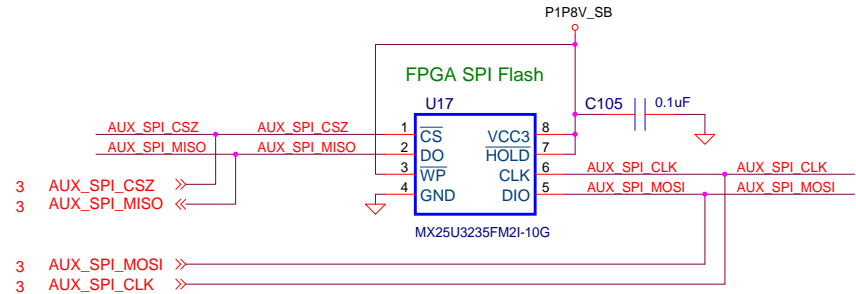 P1P8V_SB
FPGA SPI Flash
U17
C105 0.1uF
AUX_SPI_CSZ AUX_SPI_CSZ 1 CS VCC3 8
AUX_SPI_MISO AUX_SPI_MISO 2 DO HOLD 7
3 WP CLK 6 AUX_SPI_CLK AUX_SPI_CLK
4 GND DIO 5 AUX_SPI_MOSI AUX_SPI_MOSI
3 AUX_SPI_CSZ
3 AUX_SPI_MISO
MX25U3235FM2I-10G
3 AUX_SPI_MOSI
3 AUX_SPI_CLK